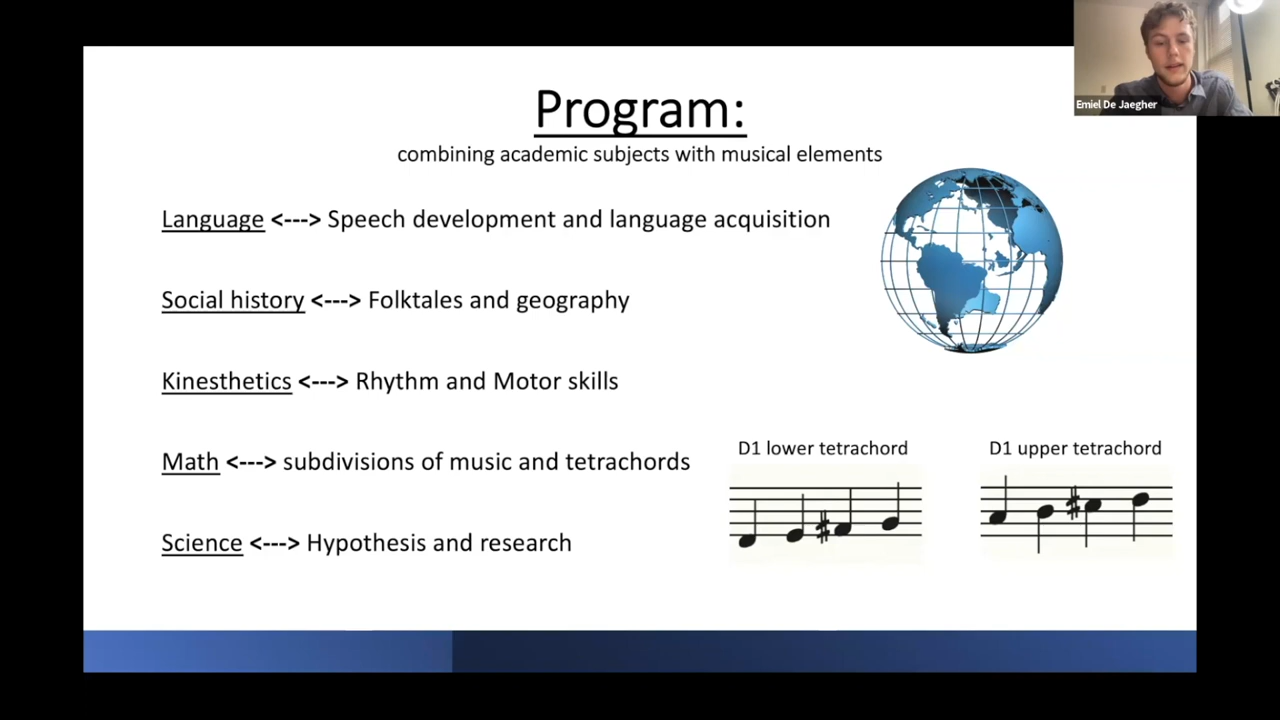 Program:
combining academic subjects with musical elements
Language <---> Speech development and language acquisition
Social history <---> Folktales and geography
Kinesthetics <---> Rhythm and Motor skills
Math <---> subdivisions of music and tetrachords
Science <---> Hypothesis and research
D1 lower tetrachord
D1 upper tetrachord
Emiel De Jaegher